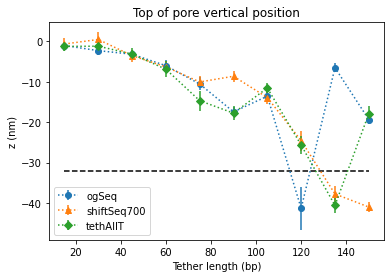 Top of pore vertical position
z (nm)
0
−10
−20
−30
−40
ogSeq
shiftSeq700
tethAllT
20 40 60 80 100 120 140
Tether length (bp)